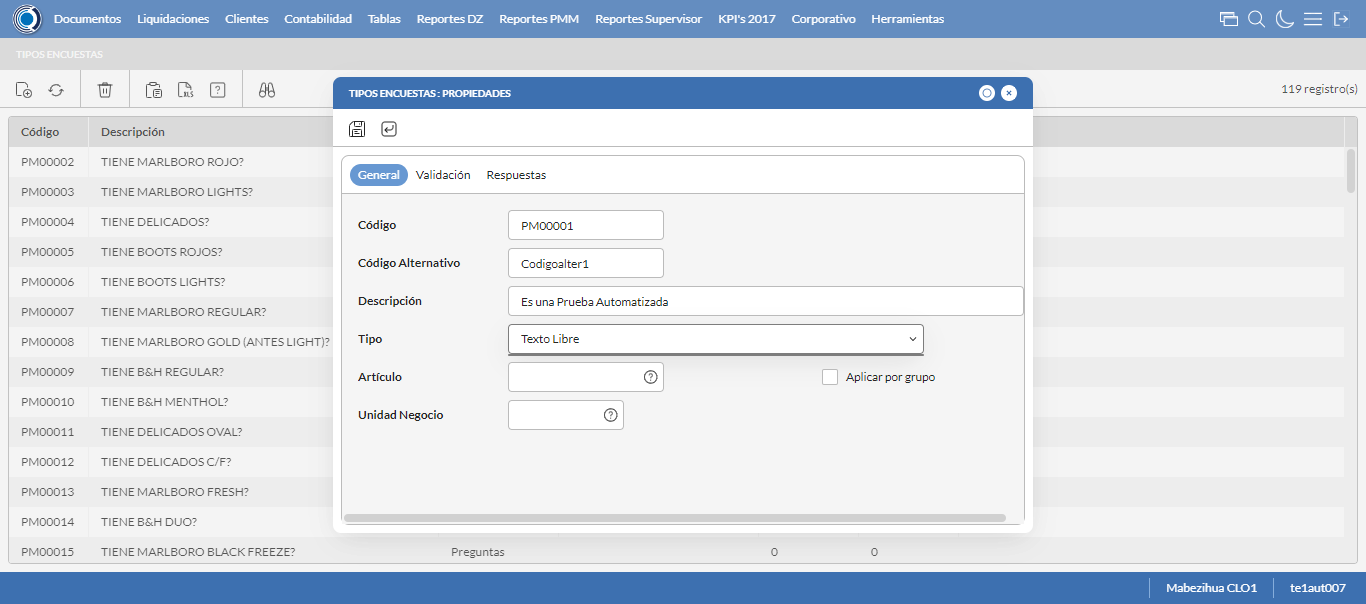 Documentos Liquidaciones Clientes Contabilidad Tablas Reportes DZ Reportes PMM Reportes Supervisor KPI's 2017 Corporativo Herramientas
TIPOS ENCUESTAS
XLS ?
119 registro(s)
TIPOS ENCUESTAS : PROPIEDADES
General Validación Respuestas
Código PM00001
Código Alternativo Codigoalter1
Descripción Es una Prueba Automatizada
Tipo Texto Libre
Artículo ? Aplicar por grupo
Unidad Negocio ?
Código Descripción
PM00002 TIENE MARLBORO ROJO?
PM00003 TIENE MARLBORO LIGHTS?
PM00004 TIENE DELICADOS?
PM00005 TIENE BOOTS ROJOS?
PM00006 TIENE BOOTS LIGHTS?
PM00007 TIENE MARLBORO REGULAR?
PM00008 TIENE MARLBORO GOLD (ANTES LIGHT)?
PM00009 TIENE B&H REGULAR?
PM00010 TIENE B&H MENTHOL?
PM00011 TIENE DELICADOS OVAL?
PM00012 TIENE DELICADOS C/F?
PM00013 TIENE MARLBORO FRESH?
PM00014 TIENE B&H DUO?
PM00015 TIENE MARLBORO BLACK FREEZE? Preguntas 0 0
Mabezihua CLO1 te1aut007